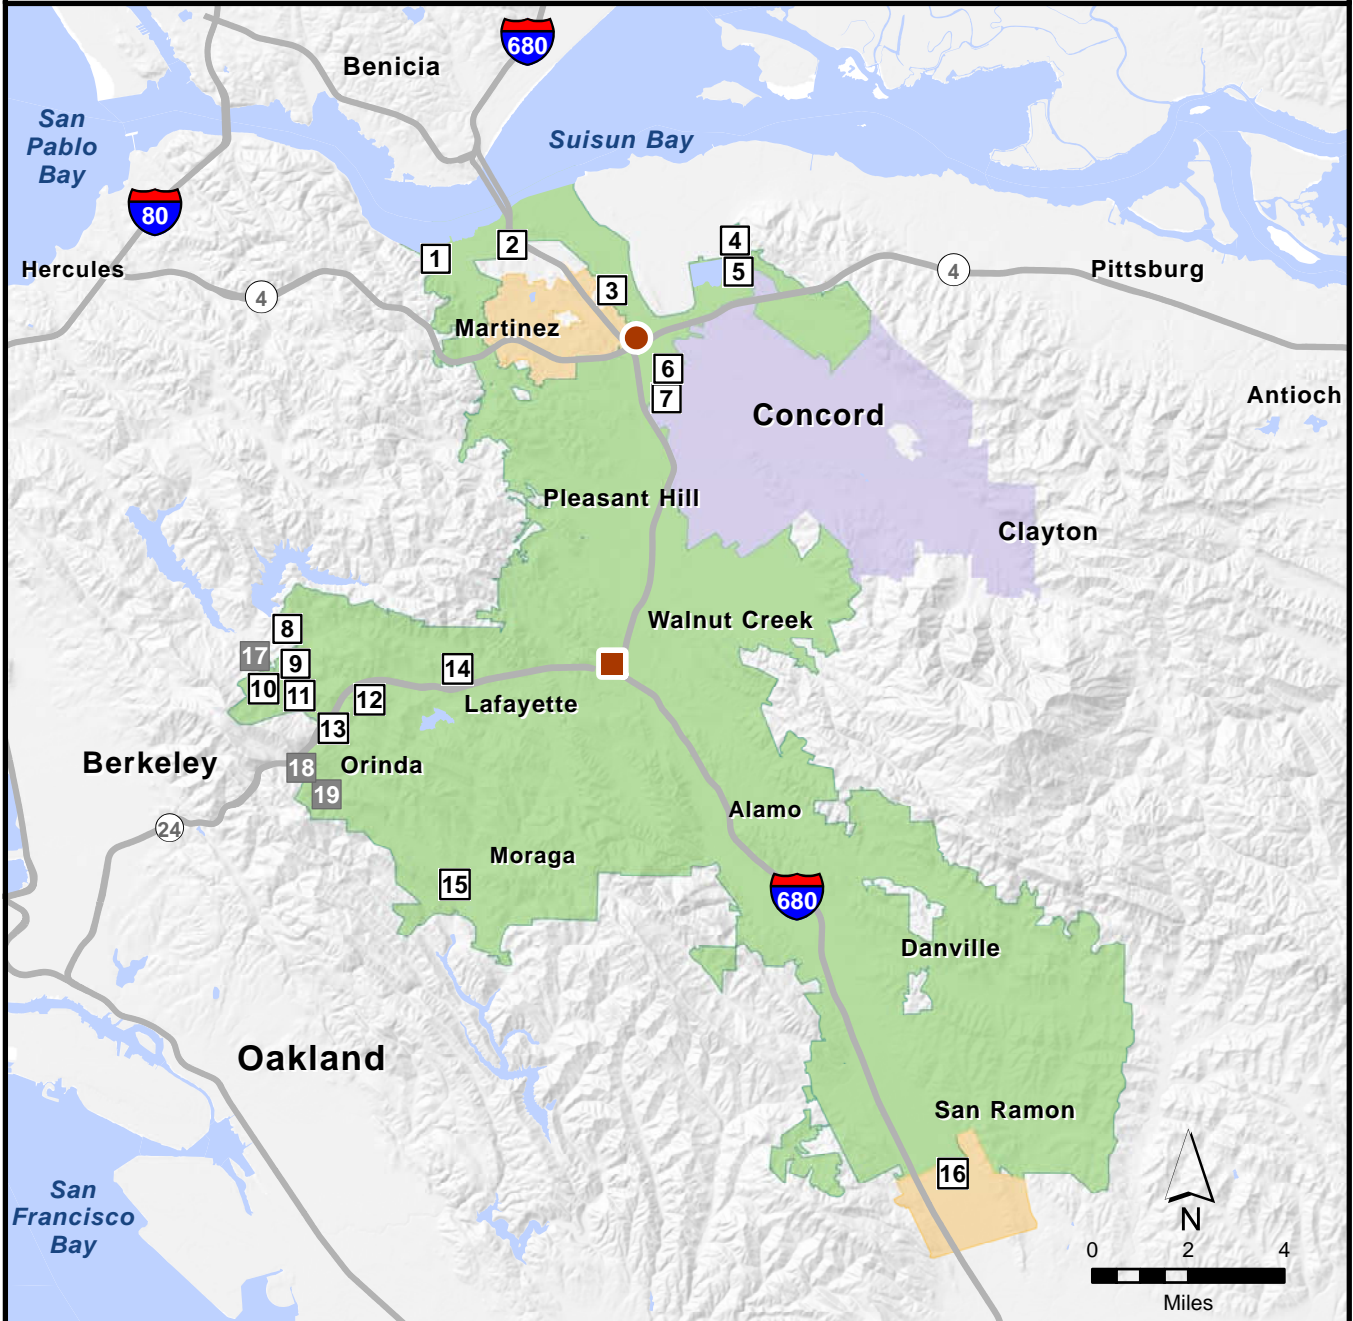 680
Benicia
San
Pablo
Bay
Suisun Bay
80
1
2
4
5
Hercules
4
3
4
Pittsburg
Martinez
6
7
Antioch
Concord
Pleasant Hill
Clayton
8
Walnut Creek
17
9
14
10
11
12
Lafayette
13
Berkeley
18
Orinda
19
Alamo
24
Moraga
15
680
Danville
Oakland
San Ramon
16
San
Francisco
Bay
N
0 2 4
Miles